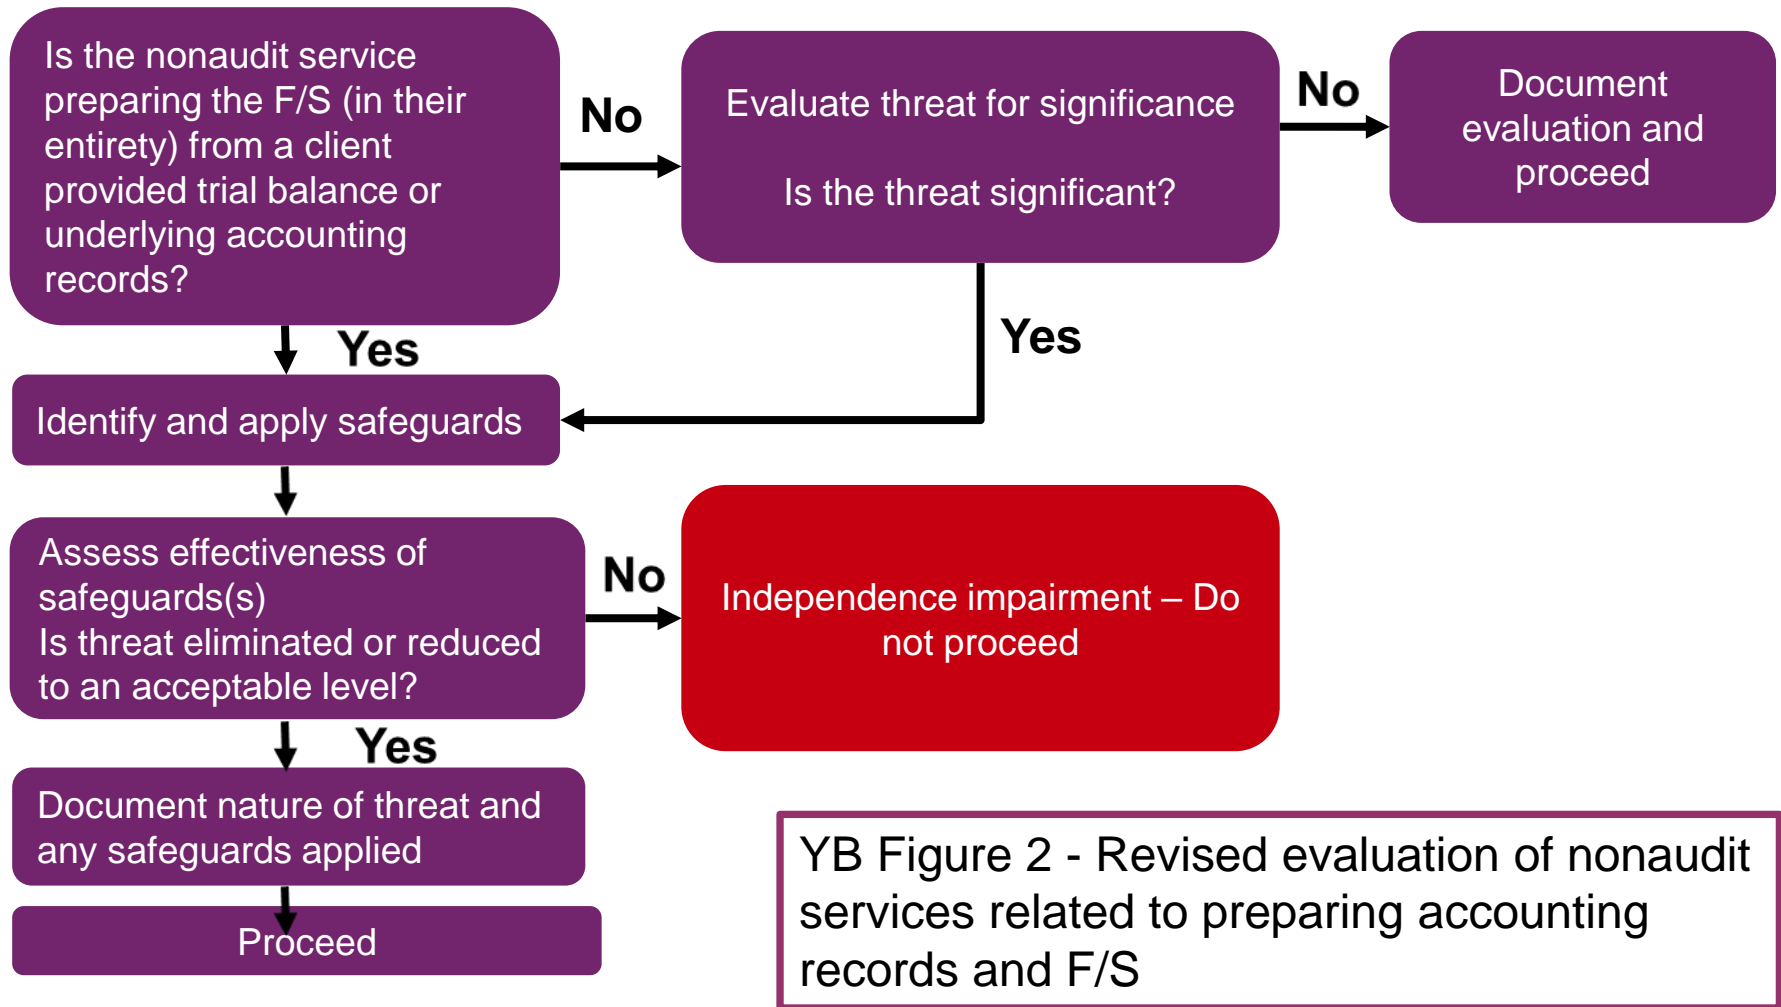 Is the nonaudit service
preparing the F/S (in their
entirety) from a client
provided trial balance or
underlying accounting
records?
No
Evaluate threat for significance
Is the threat significant?
No
Document
evaluation and
proceed
Yes
Yes
Identify and apply safeguards
Assess effectiveness of
safeguards(s)
Is threat eliminated or reduced
to an acceptable level?
No
Independence impairment – Do
not proceed
Yes
Document nature of threat and
any safeguards applied
Proceed
YB Figure 2 - Revised evaluation of nonaudit
services related to preparing accounting
records and F/S